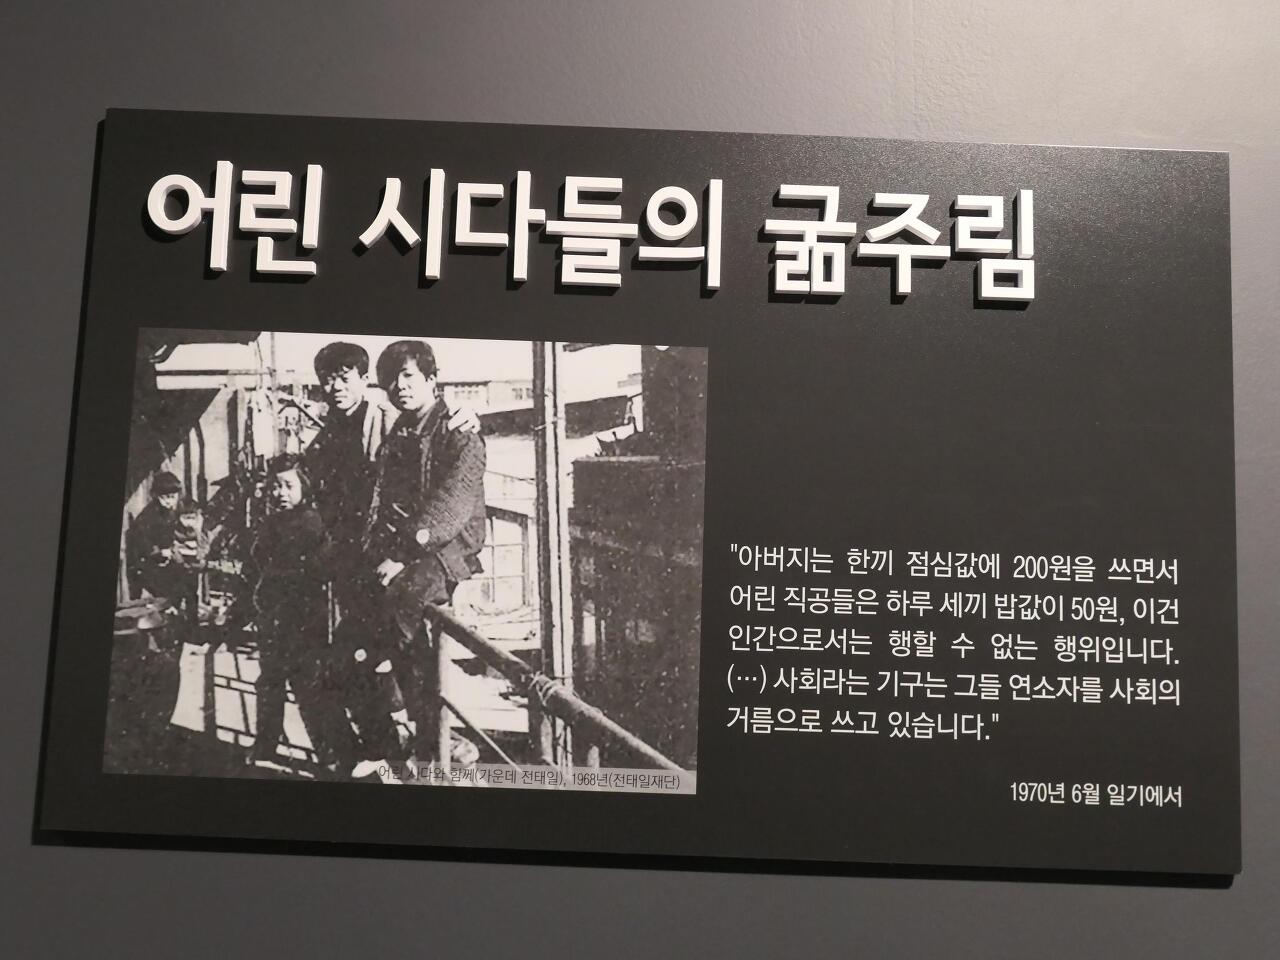 어린 시다들의 굶주림
어린 시다와 함께(가운데 전태일), 1968년(전태일재단)
"아버지는 한끼 점심값에 200원을 쓰면서
어린 직공들은 하루 세끼 밥값이 50원, 이건
인간으로서는 행할 수 없는 행위입니다.
(…) 사회라는 기구는 그들 연소자를 사회의
거름으로 쓰고 있습니다."
1970년 6월 일기에서